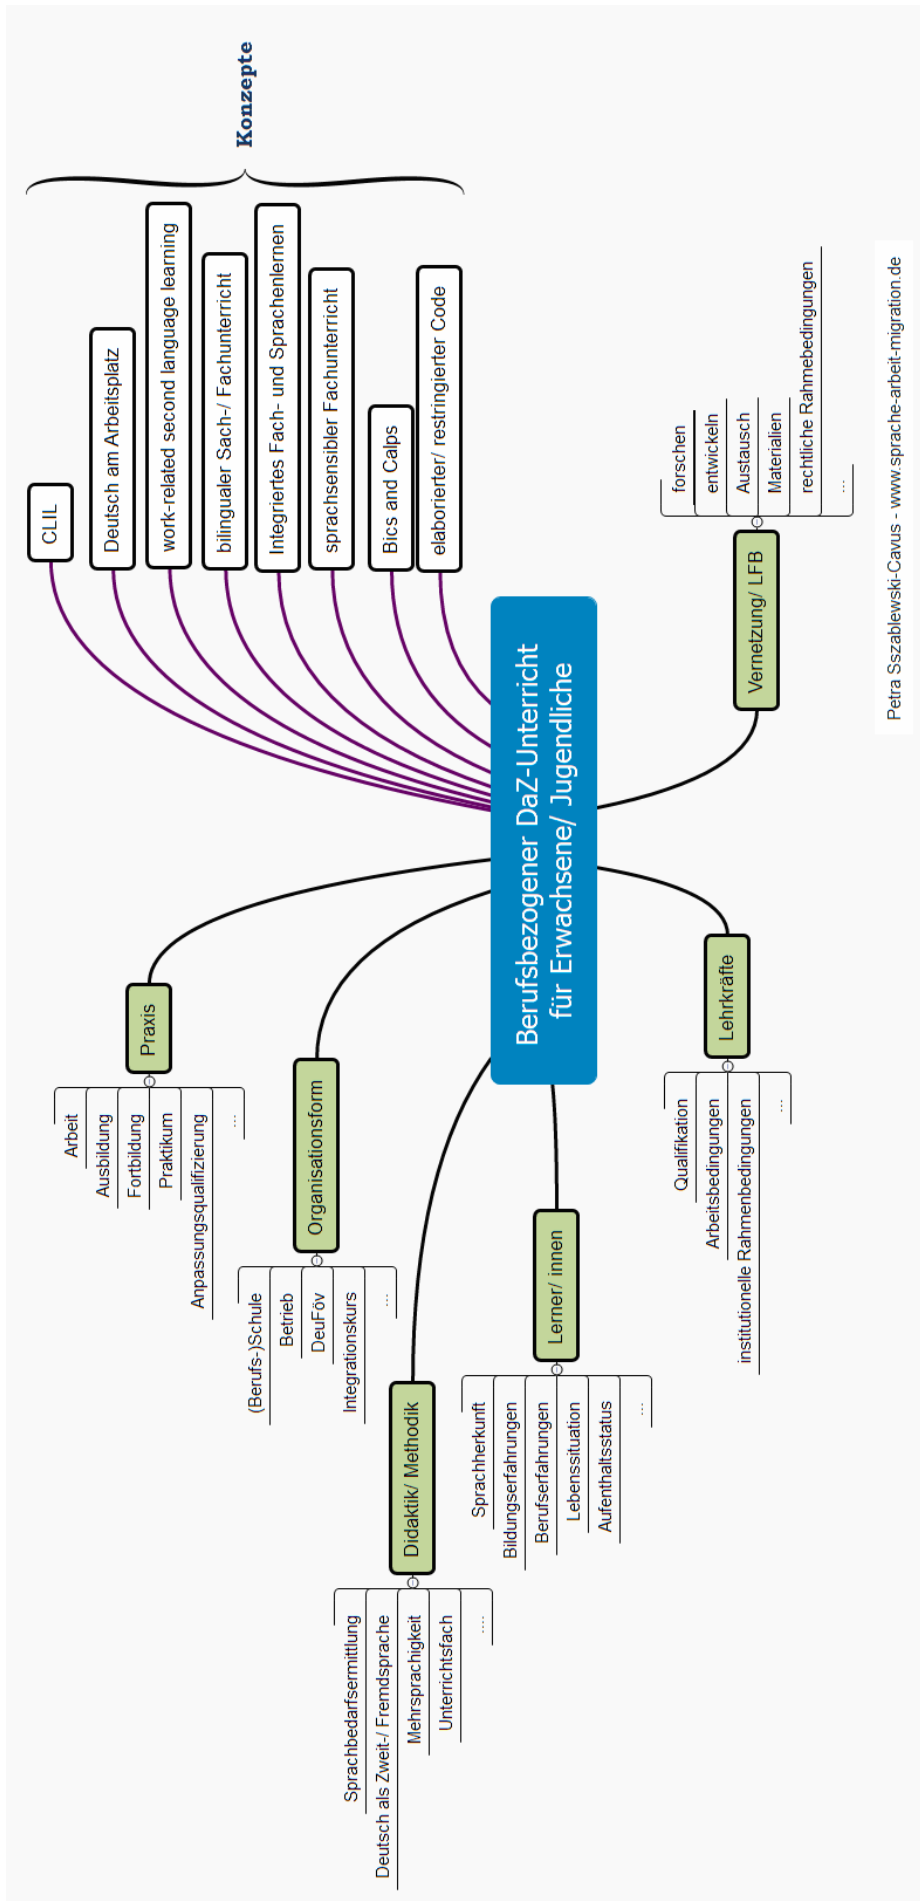 Konzepte
CLIL
Deutsch am Arbeitsplatz
work-related second language learning
bilingualer Sach-/ Fachunterricht
Integriertes Fach- und Sprachenlernen
sprachsensibler Fachunterricht
Bics and Calps
elaborierter/ restringierter Code
Berufsbezogener DaZ-Unterricht
für Erwachsene/ Jugendliche
Praxis
Arbeit
Ausbildung
Fortbildung
Praktikum
Anpassungsqualifizierung
...
Organisationsform
(Berufs-)Schule
Betrieb
DeuFöv
Integrationskurs
...
Didaktik/ Methodik
Sprachbedarfsermittlung
Deutsch als Zweit-/ Fremdsprache
Mehrsprachigkeit
Unterrichtsfach
....
Lerner/ innen
Sprachherkunft
Bildungserfahrungen
Berufserfahrungen
Lebenssituation
Aufenthaltsstatus
...
Lehrkräfte
Qualifikation
Arbeitsbedingungen
institutionelle Rahmenbedingungen
...
Vernetzung/ LFB
forschen
entwickeln
Austausch
Materialien
rechtliche Rahmebedingungen
...
Petra Sszablewski-Cavus - www.sprache-arbeit-migration.de